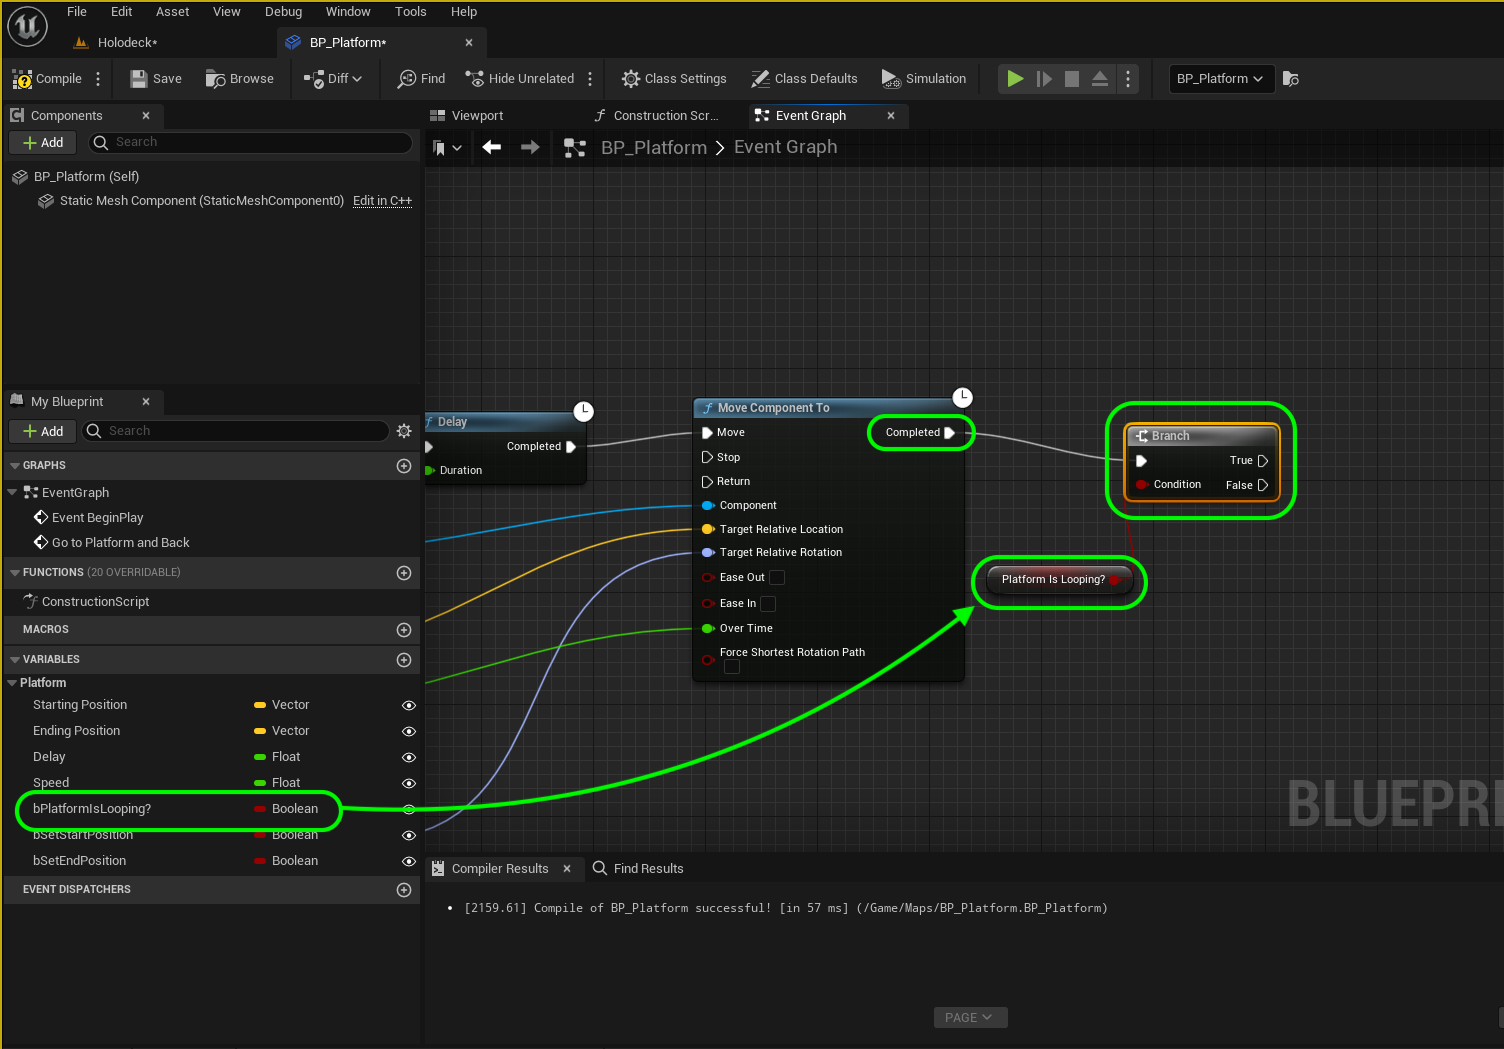 File Edit Asset View Debug Window Tools Help
Holodeck*
BP_Platform*
Compile Save Browse Diff Find Hide Unrelated Class Settings Class Defaults Simulation BP_Platform
Components
Add Search
BP_Platform (Self)
Static Mesh Component (StaticMeshComponent0) Edit in C++
My Blueprint
Add Search
GRAPHS
EventGraph
Event BeginPlay
Go to Platform and Back
FUNCTIONS (20 OVERRIDABLE)
ConstructionScript
MACROS
VARIABLES
Platform
Starting Position Vector
Ending Position Vector
Delay Float
Speed Float
bPlatformIsLooping? Boolean
bSetStartPosition Boolean
bSetEndPosition Boolean
EVENT DISPATCHERS
Viewport Construction Scr... Event Graph
BP_Platform > Event Graph
Delay
Completed
Duration
Move Component To
Move Completed
Stop
Return
Component
Target Relative Location
Target Relative Rotation
Ease Out
Ease In
Over Time
Force Shortest Rotation Path
Branch
True
Condition False
Platform Is Looping?
BLUEPRI
Compiler Results Find Results
• [2159.61] Compile of BP_Platform successful! [in 57 ms] (/Game/Maps/BP_Platform.BP_Platform)
PAGE